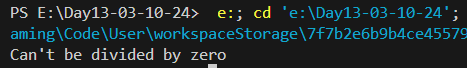 PS E:\Day13-03-10-24>  e:; cd 'e:\Day13-03-10-24';
aming\Code\User\workspaceStorage\7f7b2e6b9b4ce45579
Can't be divided by zero